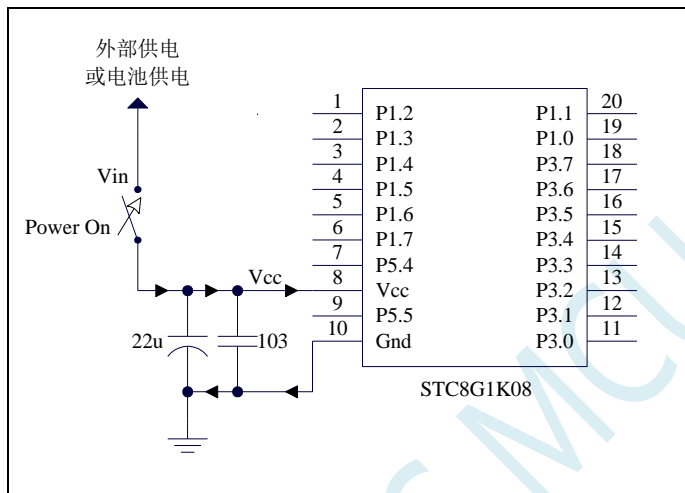 外部供电
或电池供电
Vin
Power On
Vcc
22u
103
1 P1.2 P1.1 20
2 P1.3 P1.0 19
3 P1.4 P3.7 18
4 P1.5 P3.6 17
5 P1.6 P3.5 16
6 P1.7 P3.4 15
7 P5.4 P3.3 14
8 Vcc P3.2 13
9 P5.5 P3.1 12
10 Gnd P3.0 11
STC8G1K08
MCU